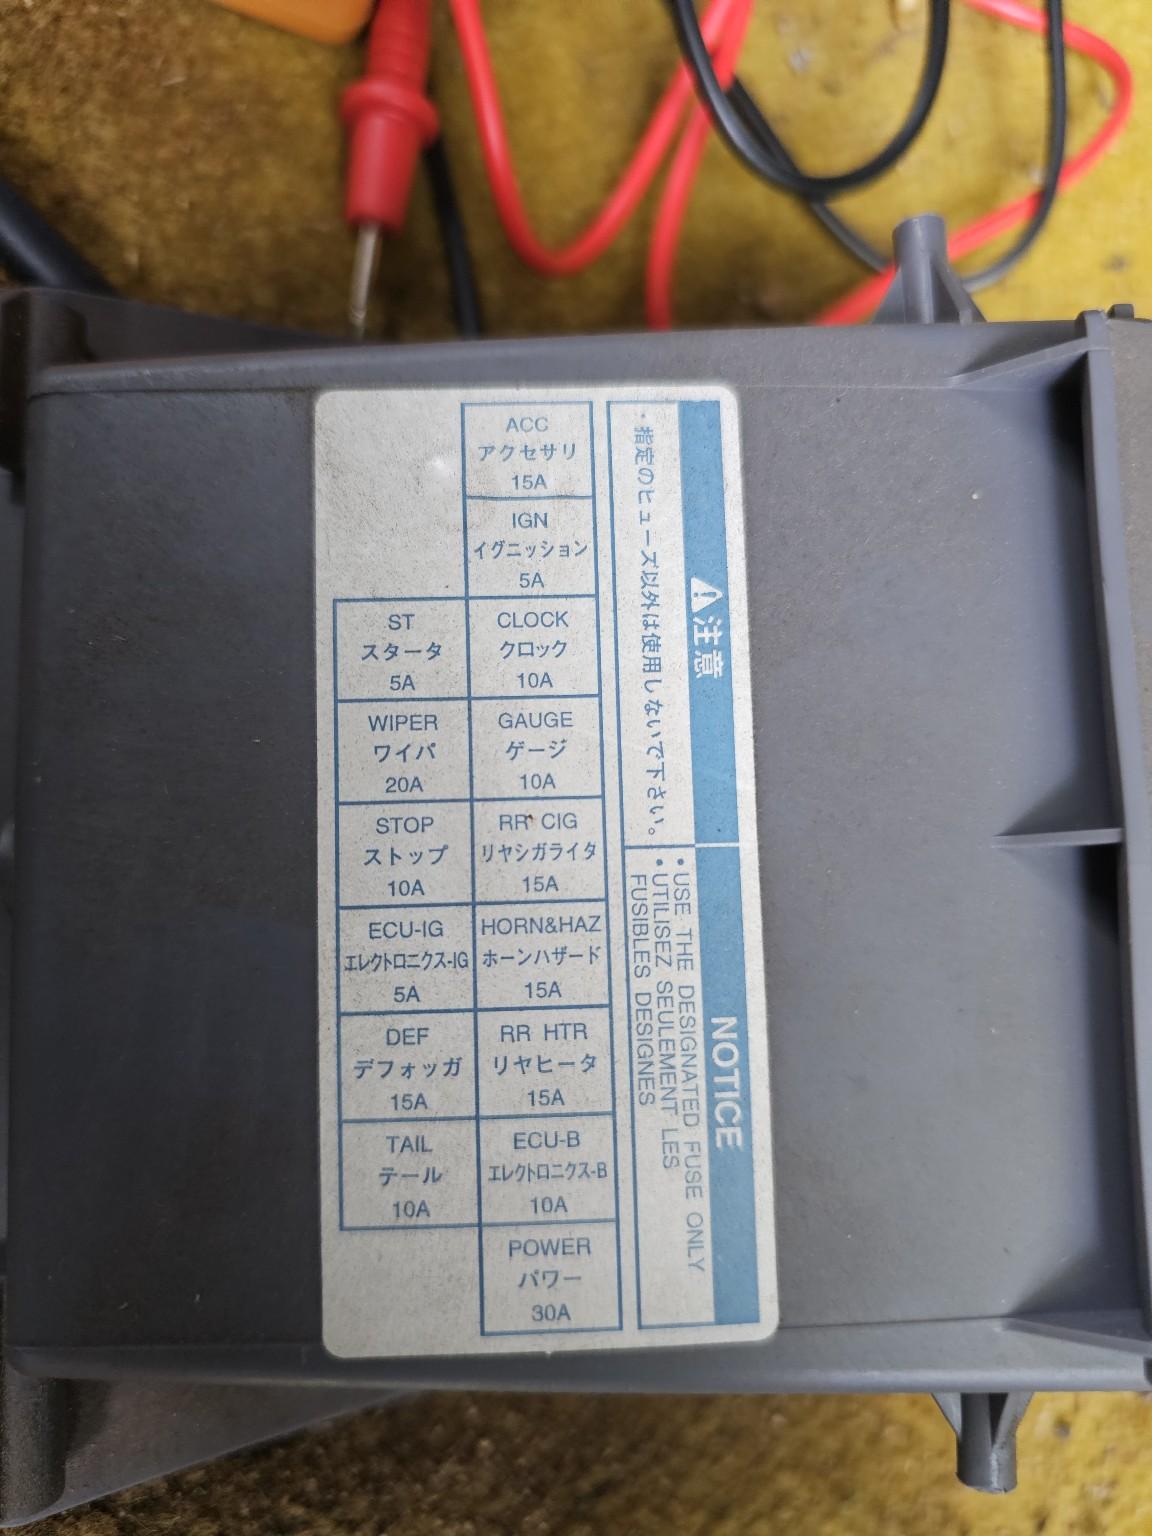 ACC
アクセサリ
15A
IGN
イグニッション
5A
ST
スタータ
5A
CLOCK
クロック
10A
WIPER
ワイパ
20A
GAUGE
ゲージ
10A
STOP
ストップ
10A
RR CIG
リヤシガライタ
15A
ECU-IG
エレクトロニクス-IG
5A
HORN&HAZ
ホーンハザード
15A
DEF
デフォッガ
15A
RR HTR
リヤヒータ
15A
TAIL
テール
10A
ECU-B
エレクトロニクス-B
10A
POWER
パワー
30A
⚠注意
・指定のヒューズ以外は使用しないで下さい。
NOTICE
• USE THE DESIGNATED FUSE ONLY
• UTILISEZ SEULEMENT LES
FUSIBLES DESIGNES